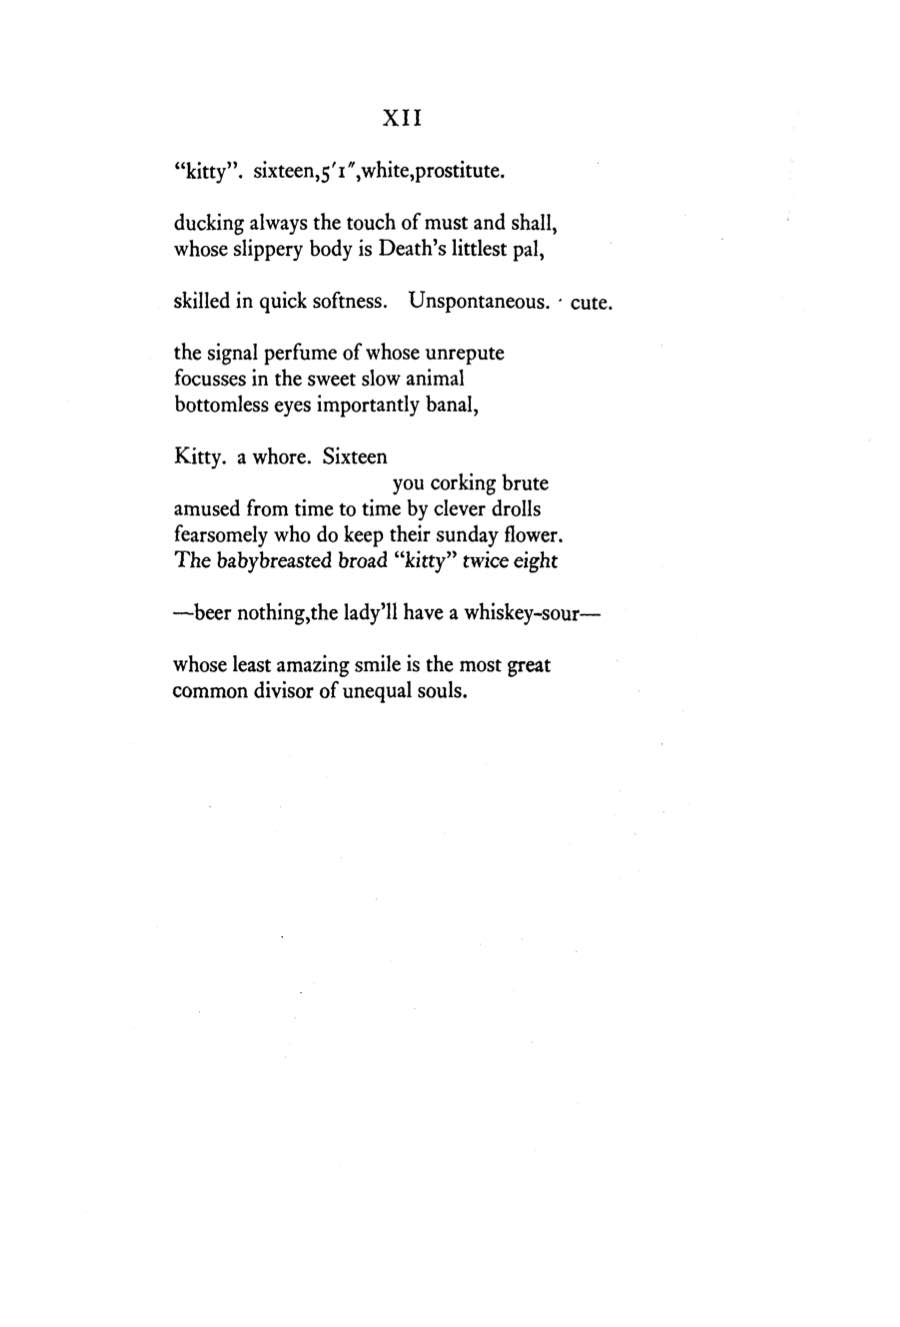 XII
“kitty”. sixteen,5′1″,white,prostitute.
ducking always the touch of must and shall,
whose slippery body is Death’s littlest pal,
skilled in quick softness. Unspontaneous. cute.
the signal perfume of whose unrepute
focusses in the sweet slow animal
bottomless eyes importantly banal,
Kitty. a whore. Sixteen
you corking brute
amused from time to time by clever drolls
fearsomely who do keep their sunday flower.
The babybreasted broad “kitty” twice eight
—beer nothing,the lady’ll have a whiskey-sour—
whose least amazing smile is the most great
common divisor of unequal souls.